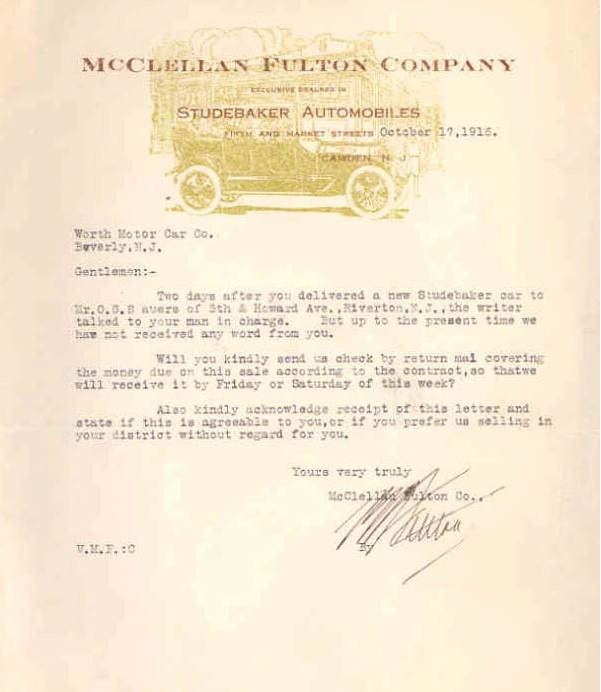 McCLELLAN FULTON COMPANY
EXCLUSIVE DEALERS IN
STUDEBAKER AUTOMOBILES
FIFTH AND MARKET STREETS October 17,1916.
CAMDEN, N. J.
Worth Motor Car Co.
Beverly,N.J.
Gentlemen:-
Two days after you delivered a new Studebaker car to
Mr.O.S.S auers of 5th & Howard Ave.,Riverton,N.J.,the writer
talked to your man in charge. But up to the present time we
hav not received any word from you.
Will you kindly send us check by return mal covering
the money due on this sale according to the contract,so thatwe
will receive it by Friday or Saturday of this week?
Also kindly acknowledge receipt of this letter and
state if this is agreeable to you,or if you prefer us selling in
your district without regard for you.
Yours very truly
McClellan Fulton Co.,
V.M.F.:C
By Fulton